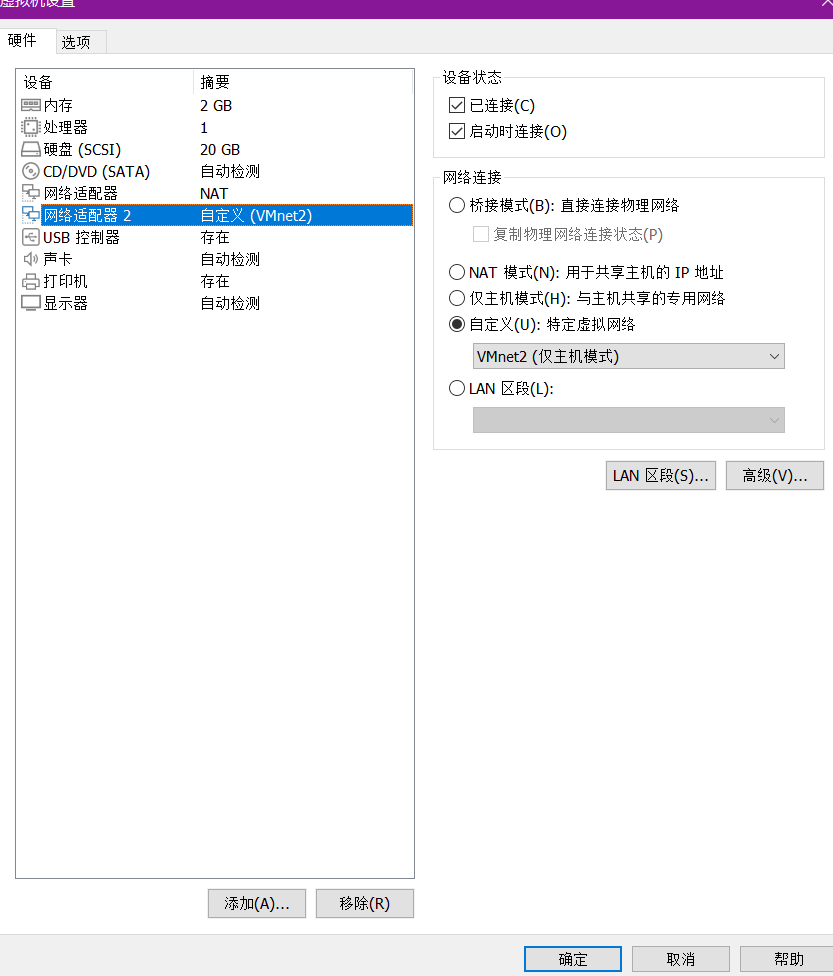 虚拟机设置
硬件 选项
设备 摘要
内存 2 GB
处理器 1
硬盘 (SCSI) 20 GB
CD/DVD (SATA) 自动检测
网络适配器 NAT
网络适配器 2 自定义 (VMnet2)
USB 控制器 存在
声卡 自动检测
打印机 存在
显示器 自动检测
添加(A)... 移除(R)
设备状态
已连接(C)
启动时连接(O)
网络连接
桥接模式(B): 直接连接物理网络
复制物理网络连接状态(P)
NAT 模式(N): 用于共享主机的 IP 地址
仅主机模式(H): 与主机共享的专用网络
自定义(U): 特定虚拟网络
VMnet2 (仅主机模式)
LAN 区段(L):
LAN 区段(S)... 高级(V)...
确定 取消 帮助